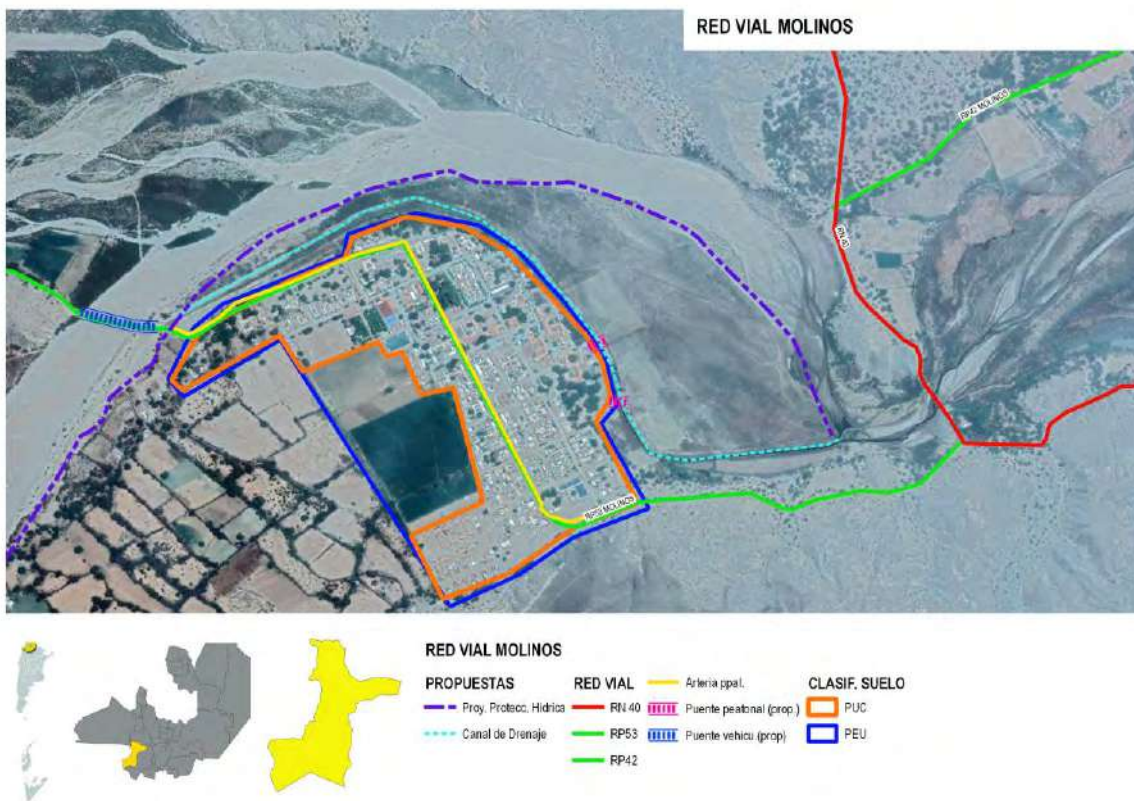 RED VIAL MOLINOS
RP42 MOLINOS
RN 40
RP53 MOLINOS
RED VIAL MOLINOS
PROPUESTAS
Proy. Protecc. Hidrica
Canal de Drenaje
RED VIAL
RN 40
RP53
RP42
Arteria ppal.
Puente peatonal (prop.)
Puente vehicu.(prop)
CLASIF. SUELO
PUC
PEU